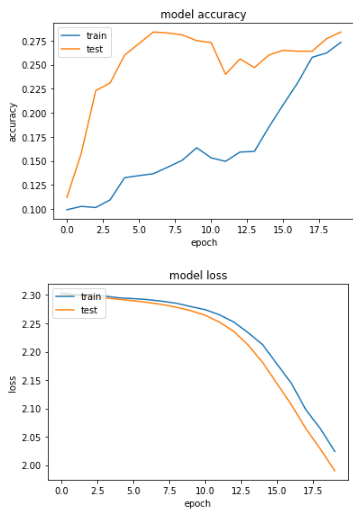 model accuracy
train
test
0.275
0.250
0.225
0.200
0.175
0.150
0.125
0.100
accuracy
0.0 2.5 5.0 7.5 10.0 12.5 15.0 17.5
epoch
model loss
train
test
2.30
2.25
2.20
2.15
2.10
2.05
2.00
loss
0.0 2.5 5.0 7.5 10.0 12.5 15.0 17.5
epoch